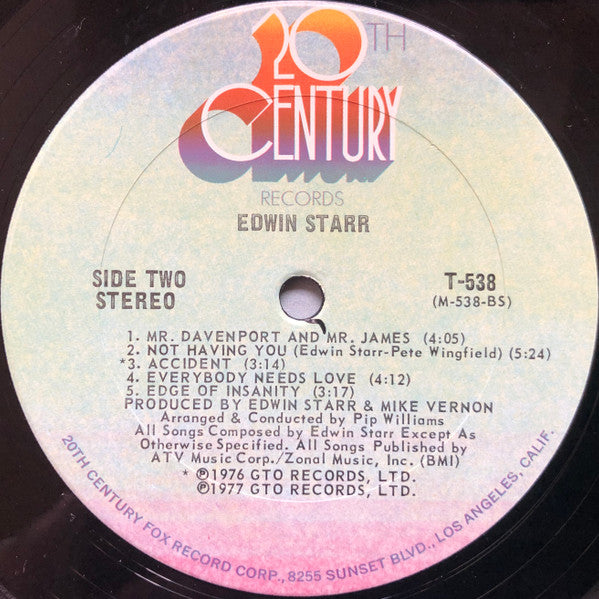 20TH
CENTURY
RECORDS
EDWIN STARR
SIDE TWO
STEREO
T-538
(M-538-BS)
1. MR. DAVENPORT AND MR. JAMES (4:05)
2. NOT HAVING YOU (Edwin Starr-Pete Wingfield) (5:24)
*3. ACCIDENT (3:14)
4. EVERYBODY NEEDS LOVE (4:12)
5. EDGE OF INSANITY (3:17)
PRODUCED BY EDWIN STARR & MIKE VERNON
Arranged & Conducted by Pip Williams
All Songs Composed by Edwin Starr Except As
Otherwise Specified. All Songs Published by
ATV Music Corp./Zonal Music, Inc. (BMI)
* ℗1976 GTO RECORDS, LTD.
℗1977 GTO RECORDS, LTD.
20TH CENTURY FOX RECORD CORP., 8255 SUNSET BLVD., LOS ANGELES, CALIF.